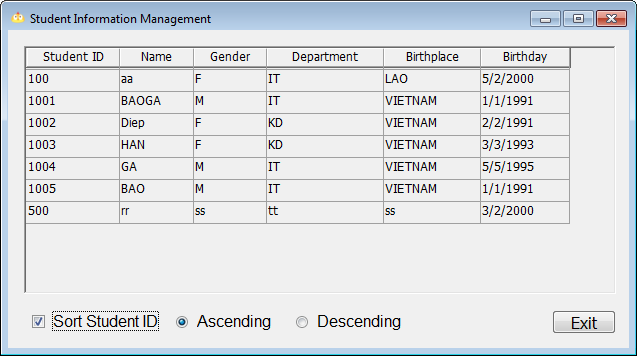 Student Information Management
Student ID Name Gender Department Birthplace Birthday
100 aa F IT LAO 5/2/2000
1001 BAOGA M IT VIETNAM 1/1/1991
1002 Diep F KD VIETNAM 2/2/1991
1003 HAN F KD VIETNAM 3/3/1993
1004 GA M IT VIETNAM 5/5/1995
1005 BAO M IT VIETNAM 1/1/1991
500 rr ss tt ss 3/2/2000
Sort Student ID Ascending Descending Exit